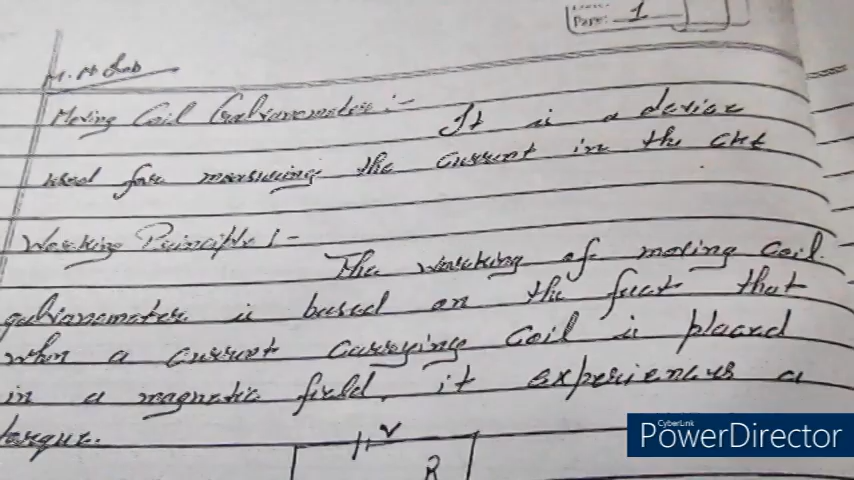 Page: 1
M. M Lab
Moving Coil Galvanometer :- It is a device
used for measuring the current in the ckt
Working Principle :-
The working of moving coil
galvanometer is based on the fact that
when a current carrying coil is placed
in a magnetic field, it experiences a
torque.
V
R
CyberLink
PowerDirector